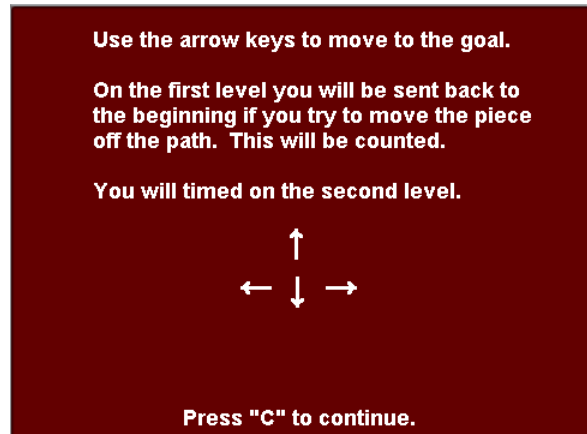 Use the arrow keys to move to the goal.
On the first level you will be sent back to
the beginning if you try to move the piece
off the path.  This will be counted.
You will timed on the second level.
↑
← ↓ →
Press "C" to continue.